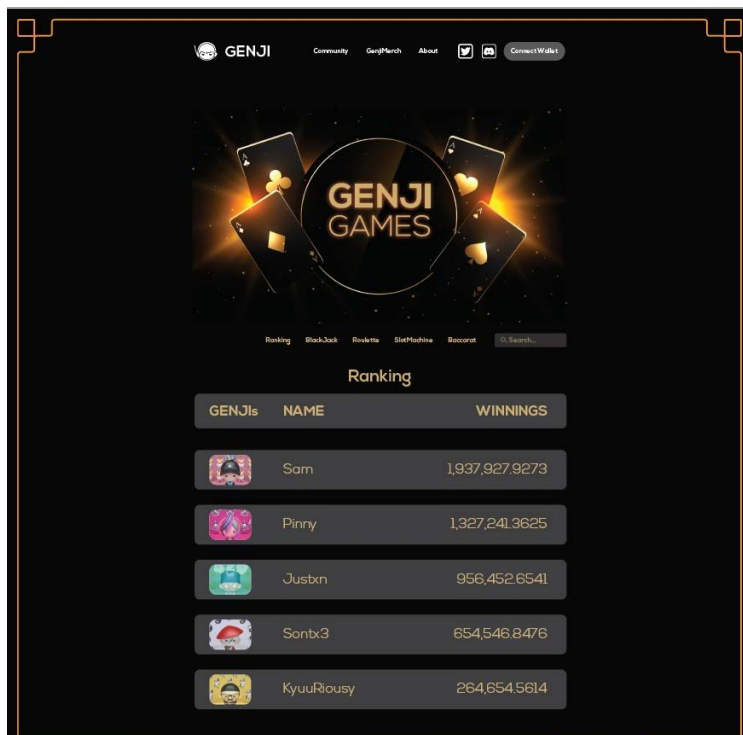 GENJI
Community GenjiMerch About Connect Wallet
GENJI
GAMES
Ranking BlackJack Roulette SlotMachine Baccarat Search...
Ranking
GENJIs NAME WINNINGS
Sam 1,937,927.9273
Pinny 1,327,241.3625
Justxn 956,452.6541
Sontx3 654,546.8476
KyuuRiousy 264,654.5614